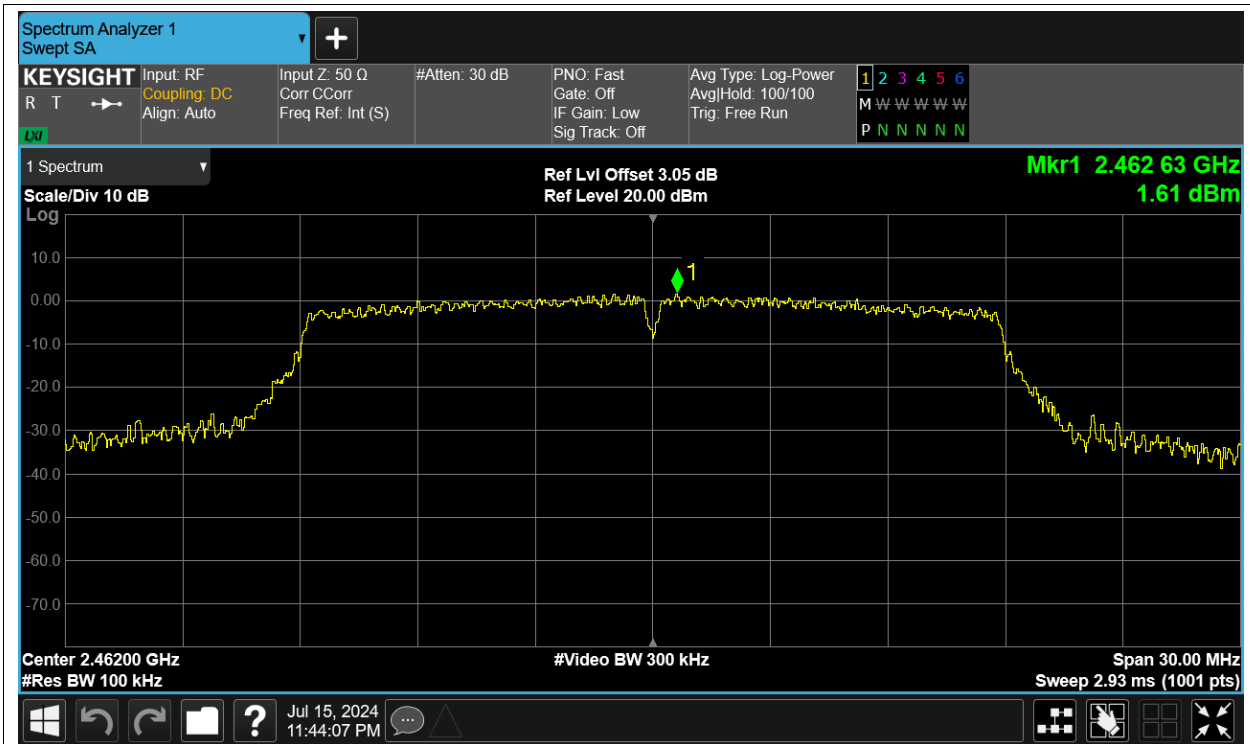 Spectrum Analyzer 1
Swept SA
KEYSIGHT
R T
LXI
Input: RF
Coupling: DC
Align: Auto
Input Z: 50 Ω
Corr CCorr
Freq Ref: Int (S)
#Atten: 30 dB
PNO: Fast
Gate: Off
IF Gain: Low
Sig Track: Off
Avg Type: Log-Power
Avg|Hold: 100/100
Trig: Free Run
1 2 3 4 5 6
M W W W W W
P N N N N N
1 Spectrum
Scale/Div 10 dB
Log
Ref Lvl Offset 3.05 dB
Ref Level 20.00 dBm
Mkr1 2.462 63 GHz
1.61 dBm
1
10.0
0.00
-10.0
-20.0
-30.0
-40.0
-50.0
-60.0
-70.0
Center 2.46200 GHz
#Video BW 300 kHz
Span 30.00 MHz
#Res BW 100 kHz
Sweep 2.93 ms (1001 pts)
?
Jul 15, 2024
11:44:07 PM